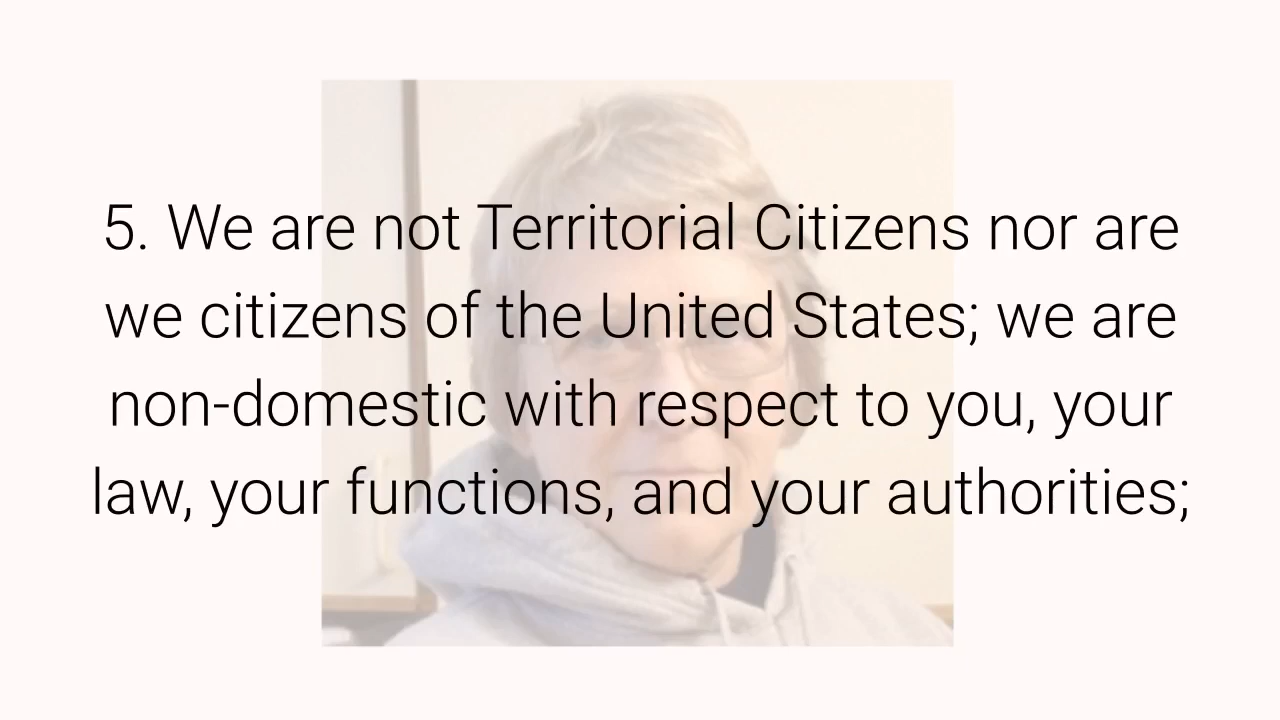 5. We are not Territorial Citizens nor are
we citizens of the United States; we are
non-domestic with respect to you, your
law, your functions, and your authorities;